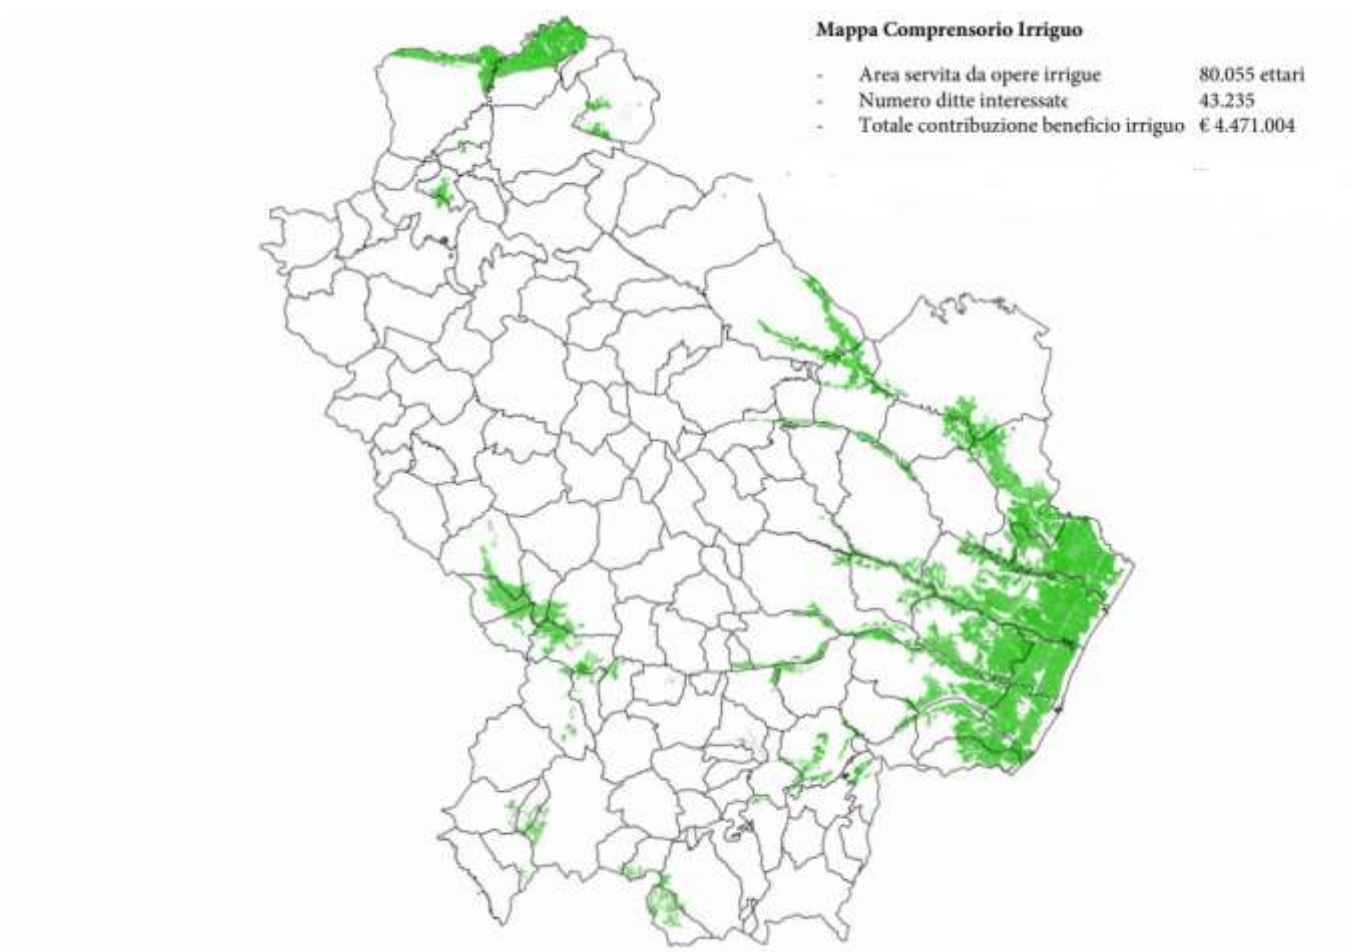 Mappa Comprensorio Irriguo
- Area servita da opere irrigue 80.055 ettari
- Numero ditte interessate 43.235
- Totale contribuzione beneficio irriguo € 4.471.004